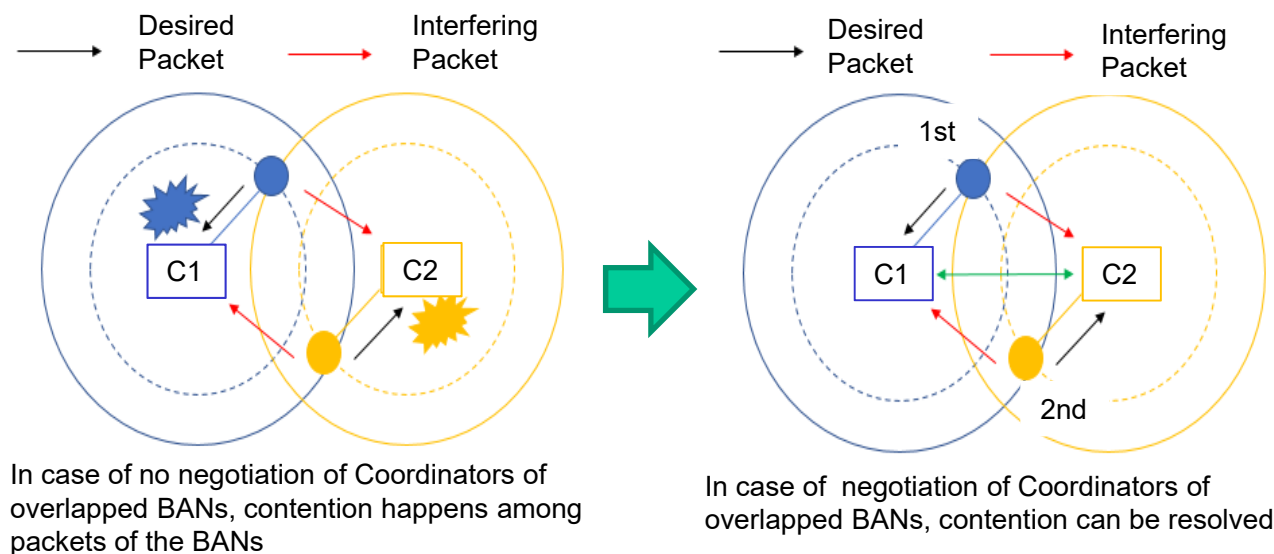 Desired
Packet
Interfering
Packet
C1
C2
In case of no negotiation of Coordinators of
overlapped BANs, contention happens among
packets of the BANs
Desired
Packet
Interfering
Packet
1st
C1
C2
2nd
In case of  negotiation of Coordinators of
overlapped BANs, contention can be resolved